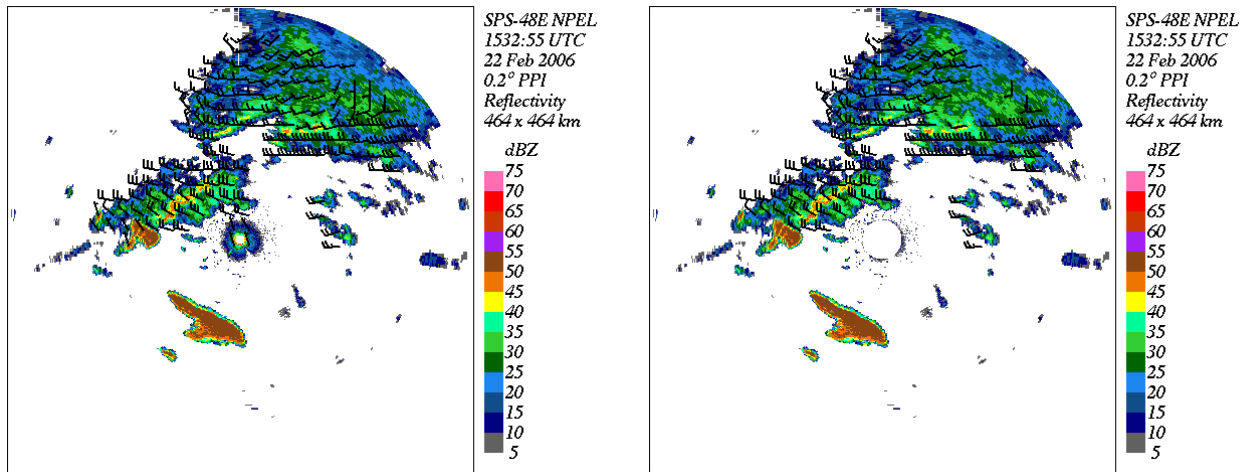 SPS-48E NPEL
1532:55 UTC
22 Feb 2006
0.2° PPI
Reflectivity
464 x 464 km
dBZ
75
70
65
60
55
50
45
40
35
30
25
20
15
10
5
SPS-48E NPEL
1532:55 UTC
22 Feb 2006
0.2° PPI
Reflectivity
464 x 464 km
dBZ
75
70
65
60
55
50
45
40
35
30
25
20
15
10
5